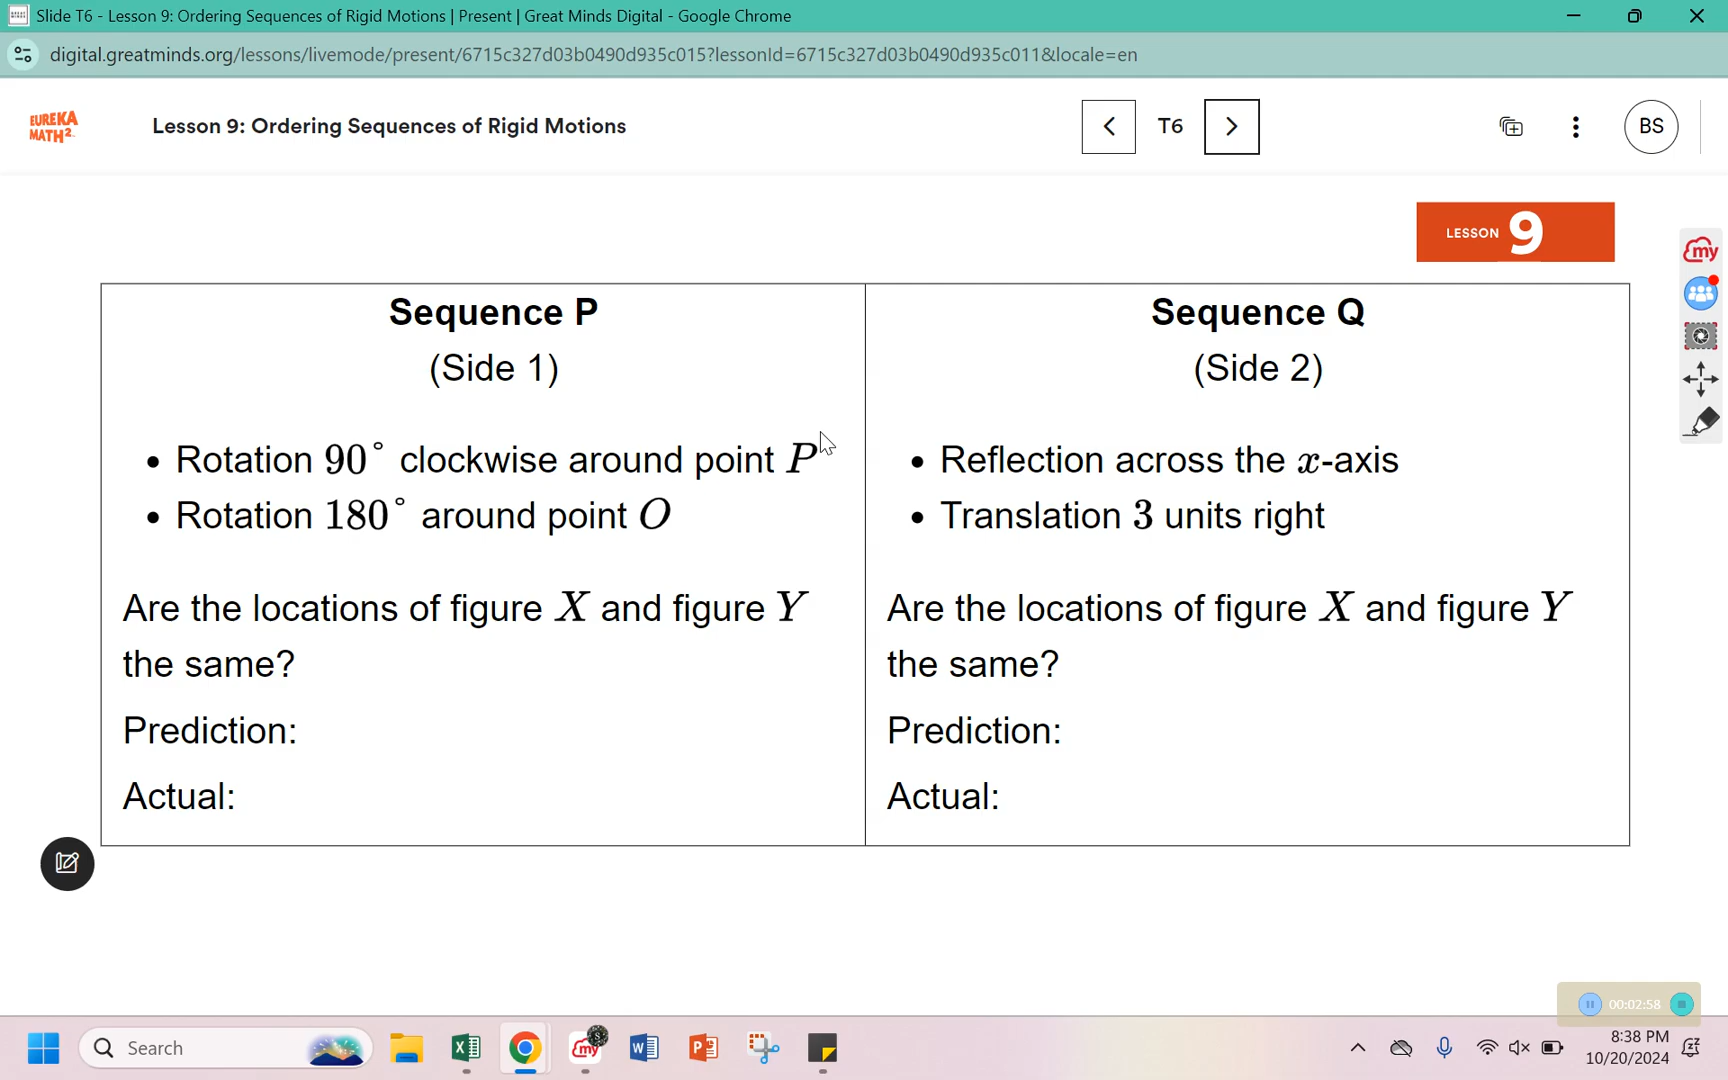 Slide T6 - Lesson 9: Ordering Sequences of Rigid Motions | Present | Great Minds Digital - Google Chrome
digital.greatminds.org/lessons/livemode/present/6715c327d03b0490d935c015?lessonId=6715c327d03b0490d935c011&locale=en
EUREKA
MATH²
Lesson 9: Ordering Sequences of Rigid Motions
T6
BS
LESSON 9
my
Sequence P
(Side 1)
• Rotation 90° clockwise around point P
• Rotation 180° around point O
Are the locations of figure X and figure Y
the same?
Prediction:
Actual:
Sequence Q
(Side 2)
• Reflection across the x-axis
• Translation 3 units right
Are the locations of figure X and figure Y
the same?
Prediction:
Actual:
00:02:58
Search
my
S
8:38 PM
10/20/2024